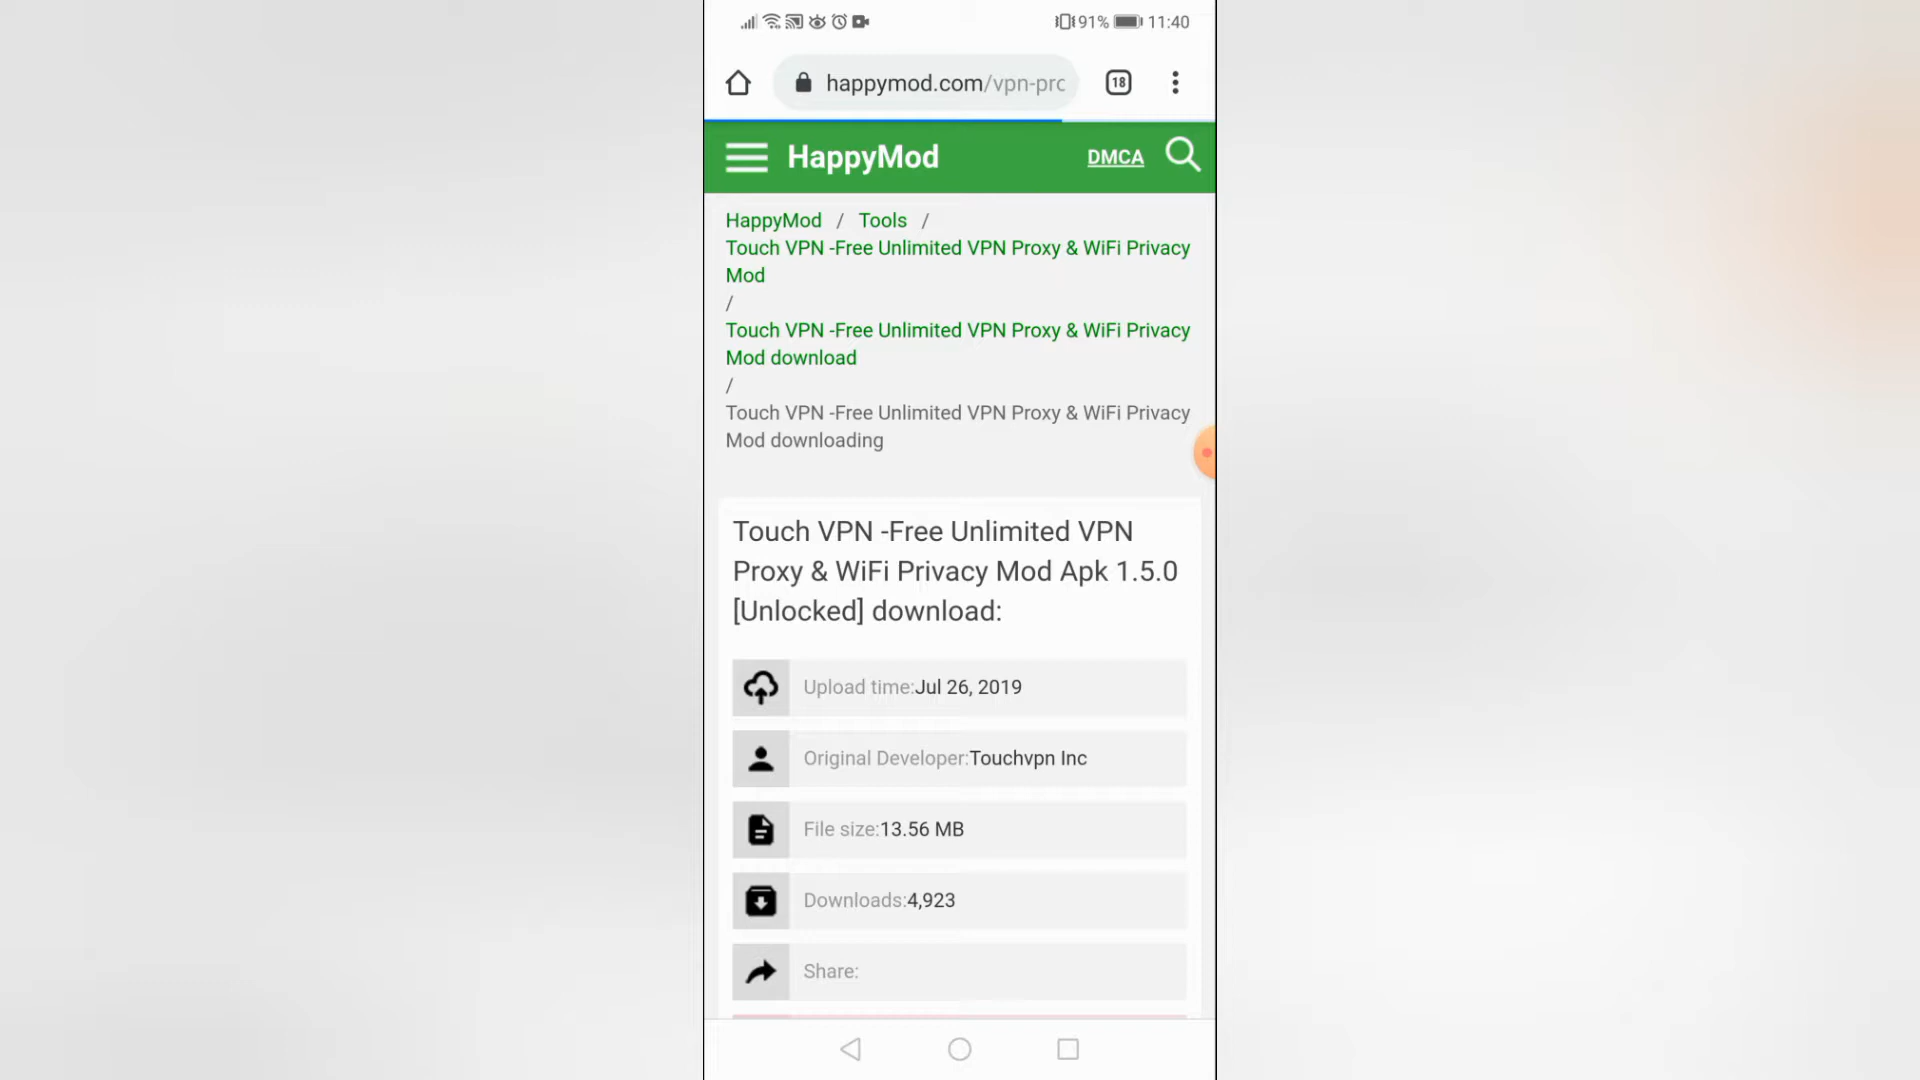 91% 11:40
happymod.com/vpn-pro 18
HappyMod DMCA
HappyMod / Tools /
Touch VPN -Free Unlimited VPN Proxy & WiFi Privacy
Mod
/
Touch VPN -Free Unlimited VPN Proxy & WiFi Privacy
Mod download
/
Touch VPN -Free Unlimited VPN Proxy & WiFi Privacy
Mod downloading
Touch VPN -Free Unlimited VPN
Proxy & WiFi Privacy Mod Apk 1.5.0
[Unlocked] download:
Upload time:Jul 26, 2019
Original Developer:Touchvpn Inc
File size:13.56 MB
Downloads:4,923
Share: